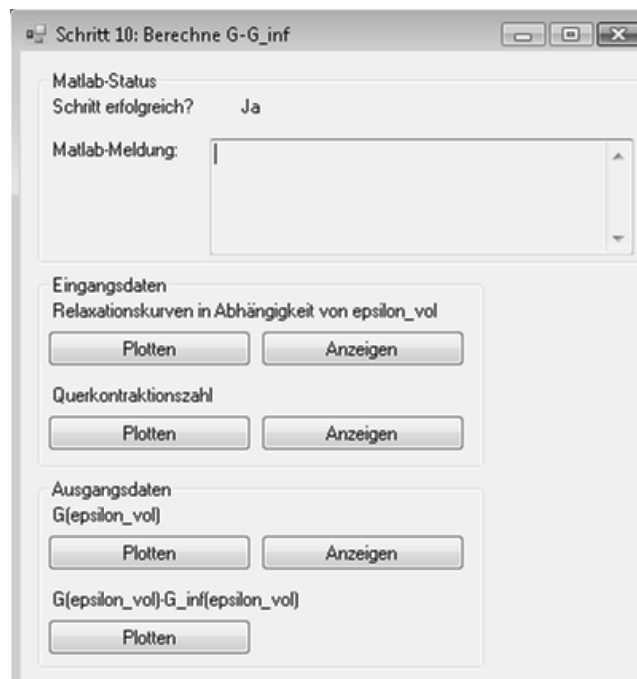 Schritt 10: Berechne G-G_inf
Matlab-Status
Schritt erfolgreich? Ja
Matlab-Meldung:
Eingangsdaten
Relaxationskurven in Abhängigkeit von epsilon_vol
Plotten Anzeigen
Querkontraktionszahl
Plotten Anzeigen
Ausgangsdaten
G(epsilon_vol)
Plotten Anzeigen
G(epsilon_vol)-G_inf(epsilon_vol)
Plotten